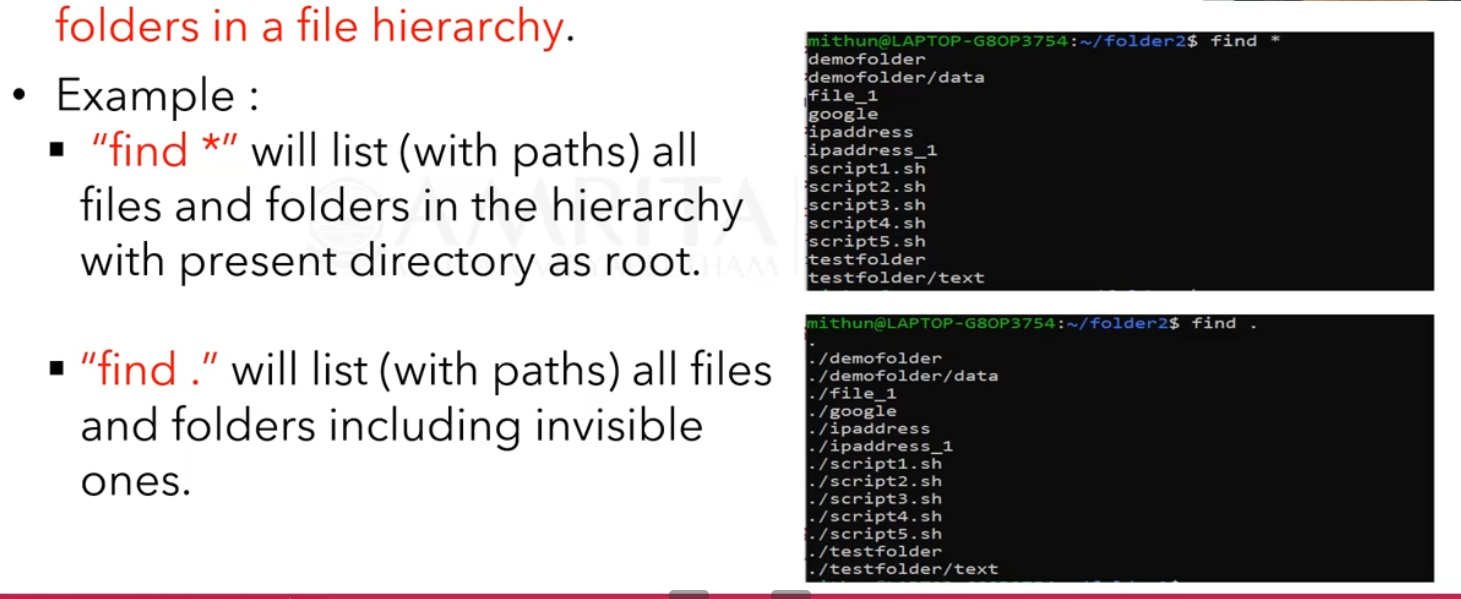 folders in a file hierarchy.
• Example :
▪ “find *” will list (with paths) all
files and folders in the hierarchy
with present directory as root.
▪ “find .” will list (with paths) all files
and folders including invisible
ones.
mithun@LAPTOP-G8OP3754:~/folder2$ find *
demofolder
demofolder/data
file_1
google
ipaddress
ipaddress_1
script1.sh
script2.sh
script3.sh
script4.sh
script5.sh
testfolder
testfolder/text
mithun@LAPTOP-G8OP3754:~/folder2$ find .
.
./demofolder
./demofolder/data
./file_1
./google
./ipaddress
./ipaddress_1
./script1.sh
./script2.sh
./script3.sh
./script4.sh
./script5.sh
./testfolder
./testfolder/text
AMRITA